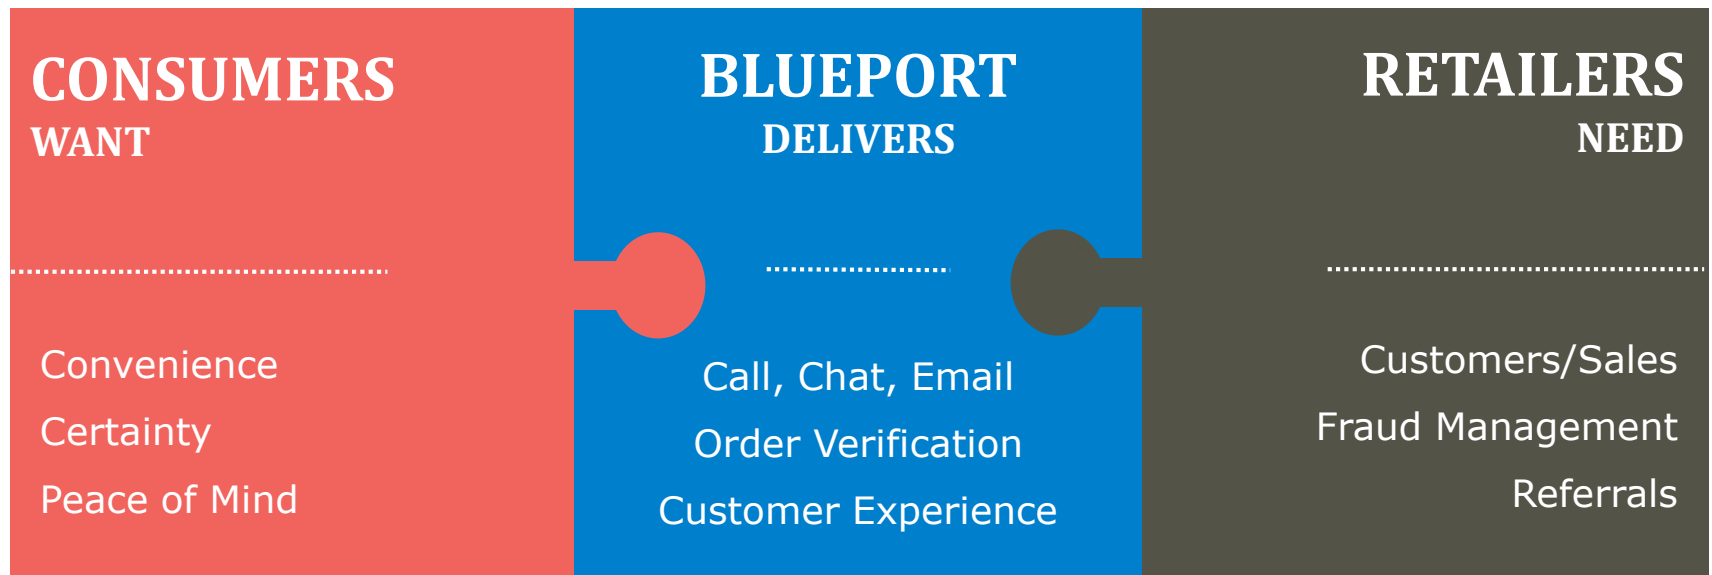 CONSUMERS
WANT
Convenience
Certainty
Peace of Mind
BLUEPORT
DELIVERS
Call, Chat, Email
Order Verification
Customer Experience
RETAILERS
NEED
Customers/Sales
Fraud Management
Referrals